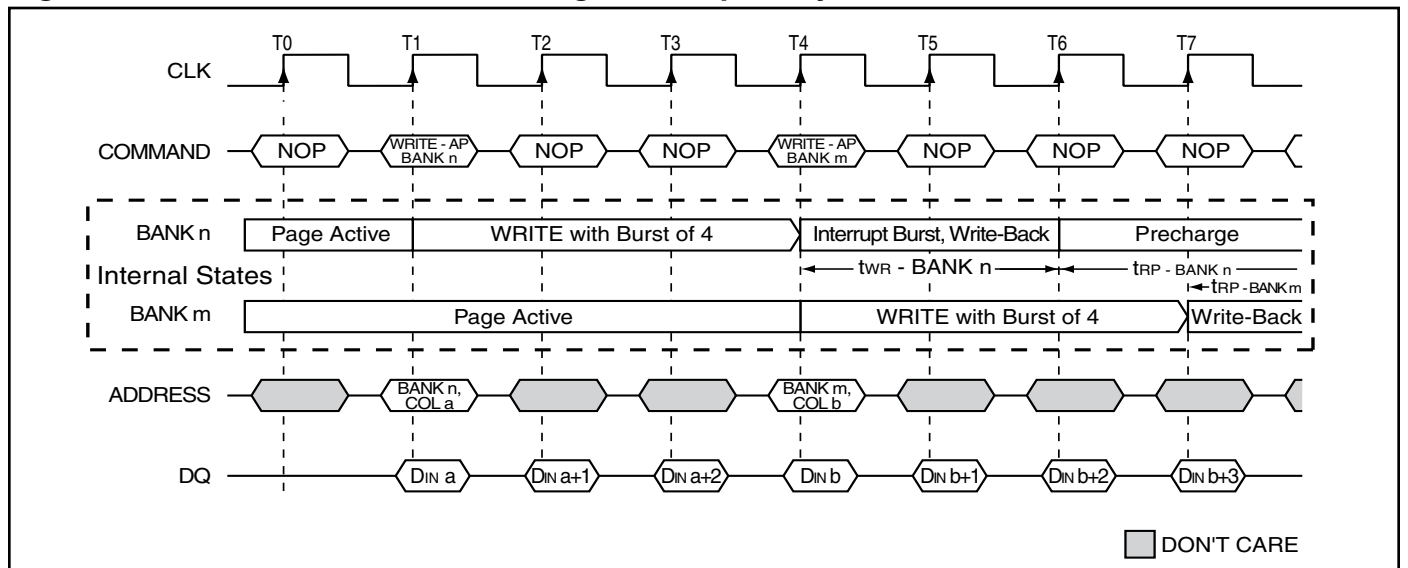 T0 T1 T2 T3 T4 T5 T6 T7
CLK
COMMAND NOP WRITE - AP BANK n NOP NOP WRITE - AP BANK m NOP NOP NOP
BANK n Page Active WRITE with Burst of 4 Interrupt Burst, Write-Back Precharge
tWR - BANK n tRP - BANK n
Internal States
tRP - BANK m
BANK m Page Active WRITE with Burst of 4 Write-Back
ADDRESS BANK n, COL a BANK m, COL b
DQ DIN a DIN a+1 DIN a+2 DIN b DIN b+1 DIN b+2 DIN b+3
DON'T CARE